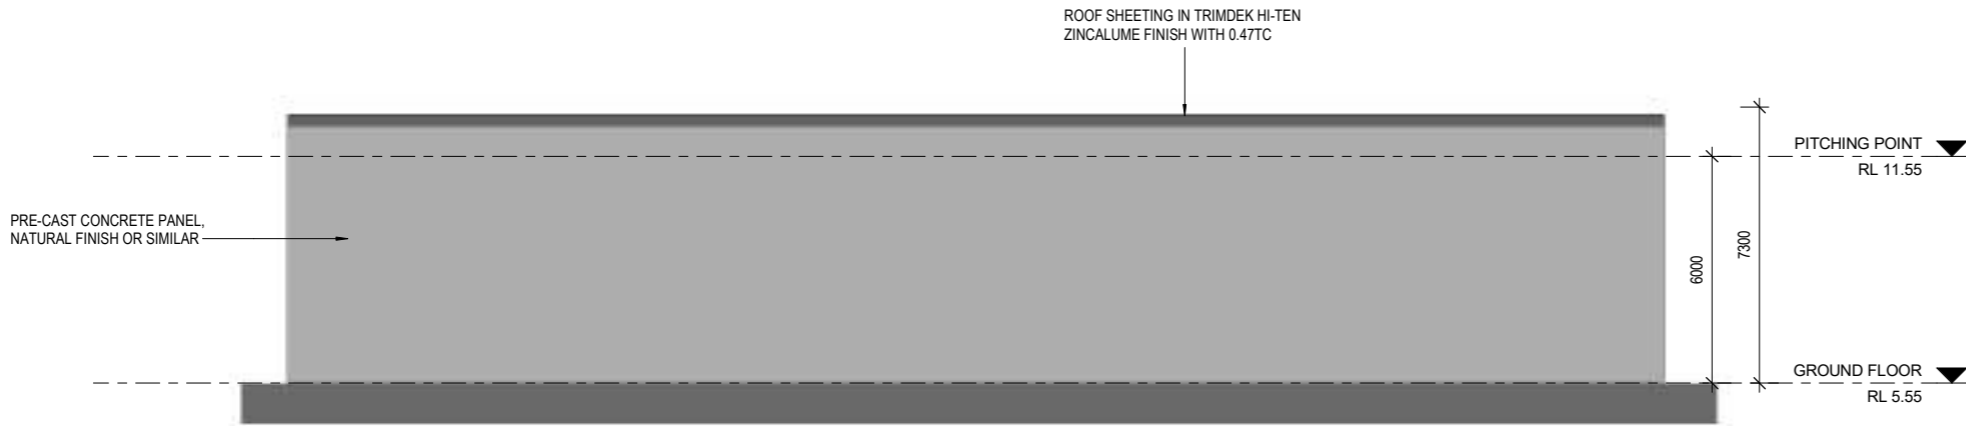 ROOF SHEETING IN TRIMDEK HI-TEN
ZINCALUME FINISH WITH 0.47TC
PITCHING POINT
RL 11.55
PRE-CAST CONCRETE PANEL,
NATURAL FINISH OR SIMILAR
6000
7300
GROUND FLOOR
RL 5.55